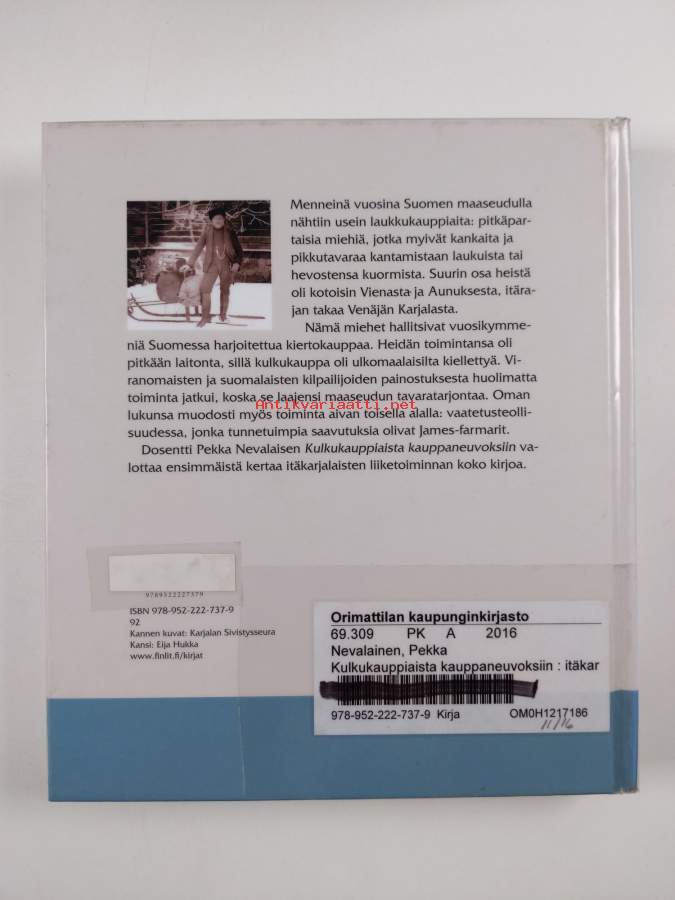 Menneinä vuosina Suomen maaseudulla
nähtiin usein laukkukauppiaita: pitkäpar-
taisia miehiä, jotka myivät kankaita ja
pikkutavaraa kantamistaan laukuista tai
hevostensa kuormista. Suurin osa heistä
oli kotoisin Vienasta ja Aunuksesta, itära-
jan takaa Venäjän Karjalasta.
Nämä miehet hallitsivat vuosikymme-
niä Suomessa harjoitettua kiertokauppaa. Heidän toimintansa oli
pitkään laitonta, sillä kulkukauppa oli ulkomaalaisilta kiellettyä. Vi-
ranomaisten ja suomalaisten kilpailijoiden painostuksesta huolimatta
toiminta jatkui, koska se laajensi maaseudun tavaratarjontaa. Oman
Antikvariaatti.net
lukunsa muodosti myös toiminta aivan toisella alalla: vaatetusteolli-
suudessa, jonka tunnetuimpia saavutuksia olivat James-farmarit.
Dosentti Pekka Nevalaisen Kulkukauppiaista kauppaneuvoksiin va-
lottaa ensimmäistä kertaa itäkarjalaisten liiketoiminnan koko kirjoa.
9789522227379
ISBN 978-952-222-737-9
92
Kannen kuvat: Karjalan Sivistysseura
Kansi: Eija Hukka
www.finlit.fi/kirjat
Orimattilan kaupunginkirjasto
69.309 PK A 2016
Nevalainen, Pekka
Kulkukauppiaista kauppaneuvoksiin : itäkar
978-952-222-737-9 Kirja OM0H1217186
11/16